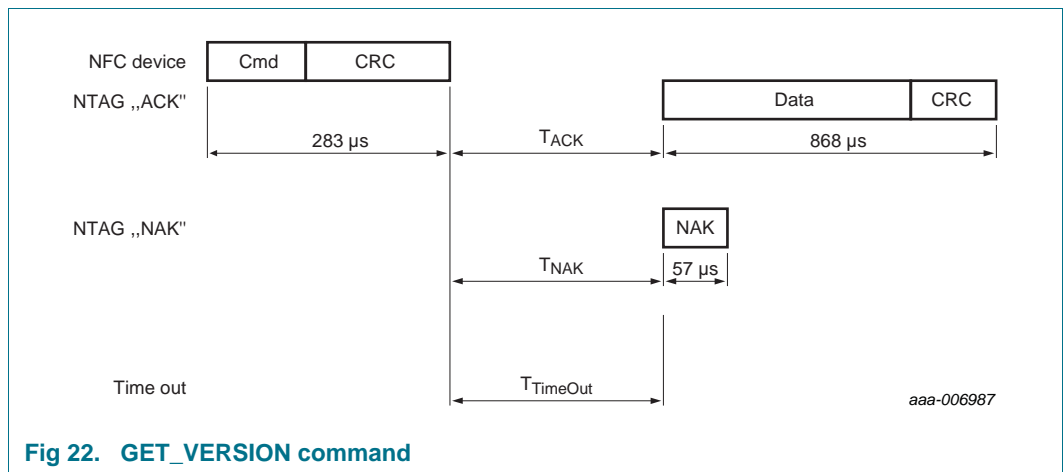 NFC device Cmd CRC
NTAG ,,ACK" Data CRC
283 µs TACK 868 µs
NTAG ,,NAK" NAK
TNAK 57 µs
Time out TTimeOut
aaa-006987
Fig 22. GET_VERSION command